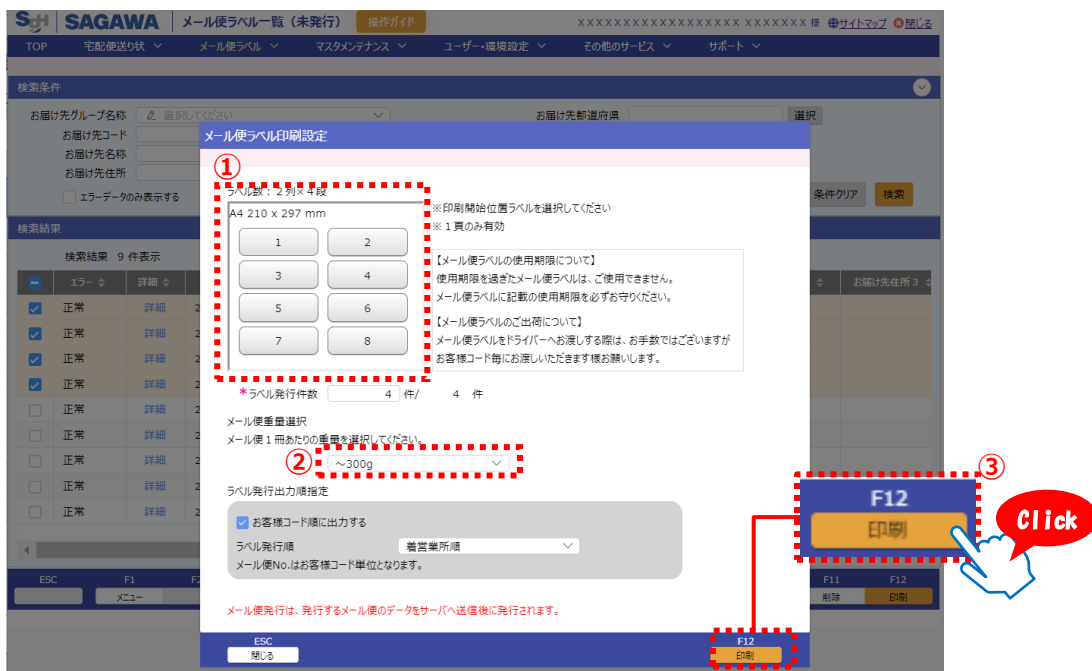 SGH SAGAWA メール便ラベル一覧（未発行） 操作ガイド XXXXXXXXXXXXXXXXXXX XXXXXXX 様 サイトマップ 閉じる
TOP 宅配便送り状 メール便ラベル マスタメンテナンス ユーザー・環境設定 その他のサービス サポート
検索条件
お届け先グループ名称 選択してください お届け先都道府県 選択
お届け先コード
お届け先名称
お届け先住所
エラーデータのみ表示する 条件クリア 検索
検索結果
検索結果 9 件表示
エラー 詳細 お届け先住所３
正常 詳細 2
正常 詳細 2
正常 詳細 2
正常 詳細 2
正常 詳細 2
正常 詳細 2
正常 詳細 2
正常 詳細 2
正常 詳細 2
ESC F1 F2 F11 F12
メニュー 削除 印刷
メール便ラベル印刷設定
①
ラベル数：２列×４段
A4 210 x 297 mm
1 2
3 4
5 6
7 8
※印刷開始位置ラベルを選択してください
※１頁のみ有効
【メール便ラベルの使用期限について】
使用期限を過ぎたメール便ラベルは、ご使用できません。
メール便ラベルに記載の使用期限を必ずお守りください。
【メール便ラベルのご出荷について】
メール便ラベルをドライバーへお渡しする際は、お手数ではございますが
お客様コード毎にお渡しいただきます様お願いします。
*ラベル発行件数 4 件/ 4 件
メール便重量選択
メール便１冊あたりの重量を選択してください。
② ～300g
ラベル発行出力順指定
お客様コード順に出力する
ラベル発行順 着営業所順
メール便No.はお客様コード単位となります。
メール便発行は、発行するメール便のデータをサーバへ送信後に発行されます。
ESC F12
閉じる 印刷
③
F12
印刷
Click